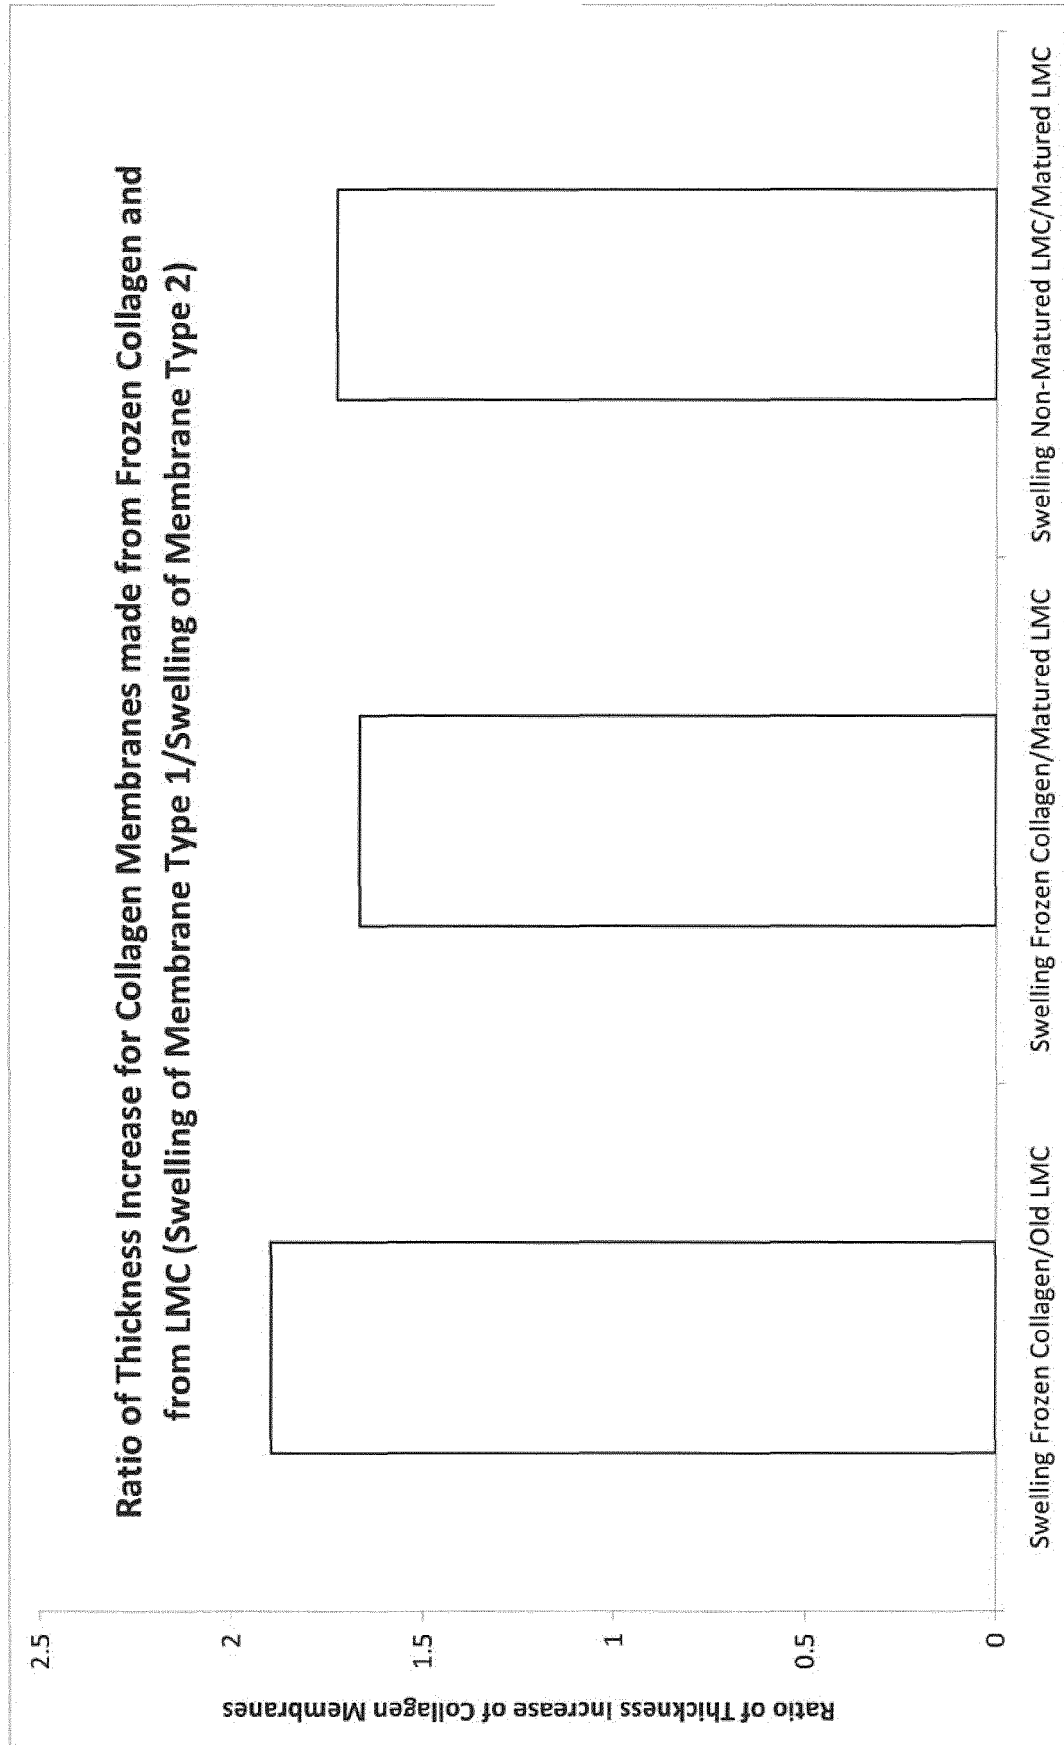 Ratio of Thickness Increase for Collagen Membranes made from Frozen Collagen and
from LMC (Swelling of Membrane Type 1/Swelling of Membrane Type 2)
Ratio of Thickness Increase of Collagen Membranes
2.5
2
1.5
1
0.5
0
Swelling Frozen Collagen/Old LMC
Swelling Frozen Collagen/Matured LMC
Swelling Non-Matured LMC/Matured LMC